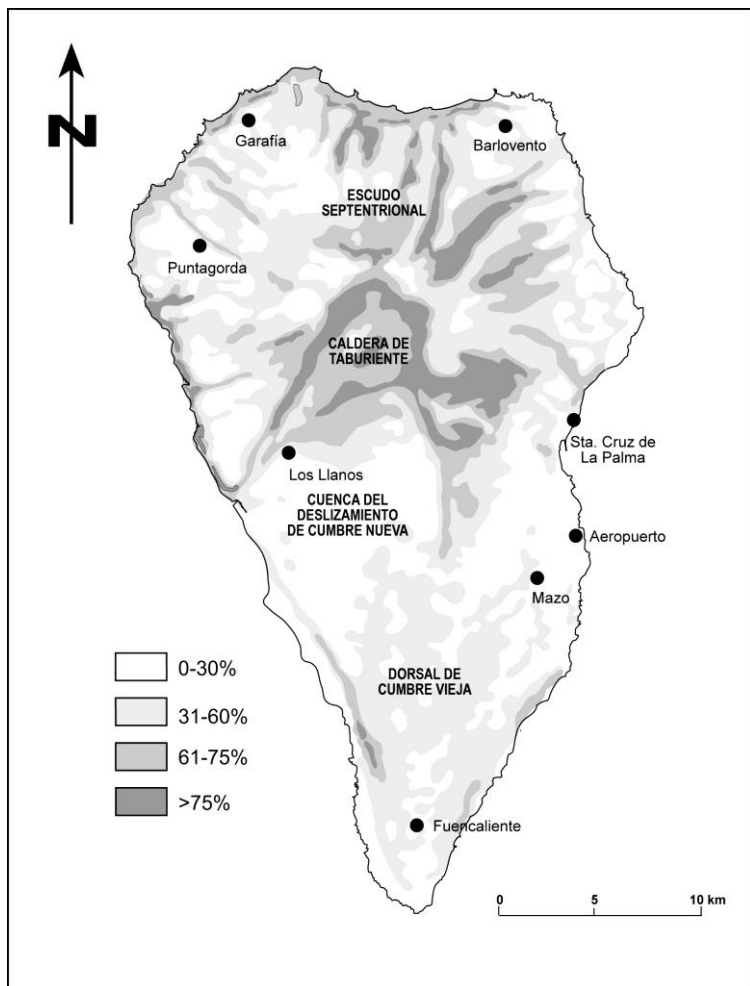 N
Garafía
Barlovento
ESCUDO
SEPTENTRIONAL
Puntagorda
CALDERA DE
TABURIENTE
Sta. Cruz de
La Palma
Los Llanos
CUENCA DEL
DESLIZAMIENTO
DE CUMBRE NUEVA
Aeropuerto
Mazo
0-30%
31-60%
61-75%
>75%
DORSAL DE
CUMBRE VIEJA
Fuencaliente
0 5 10 km